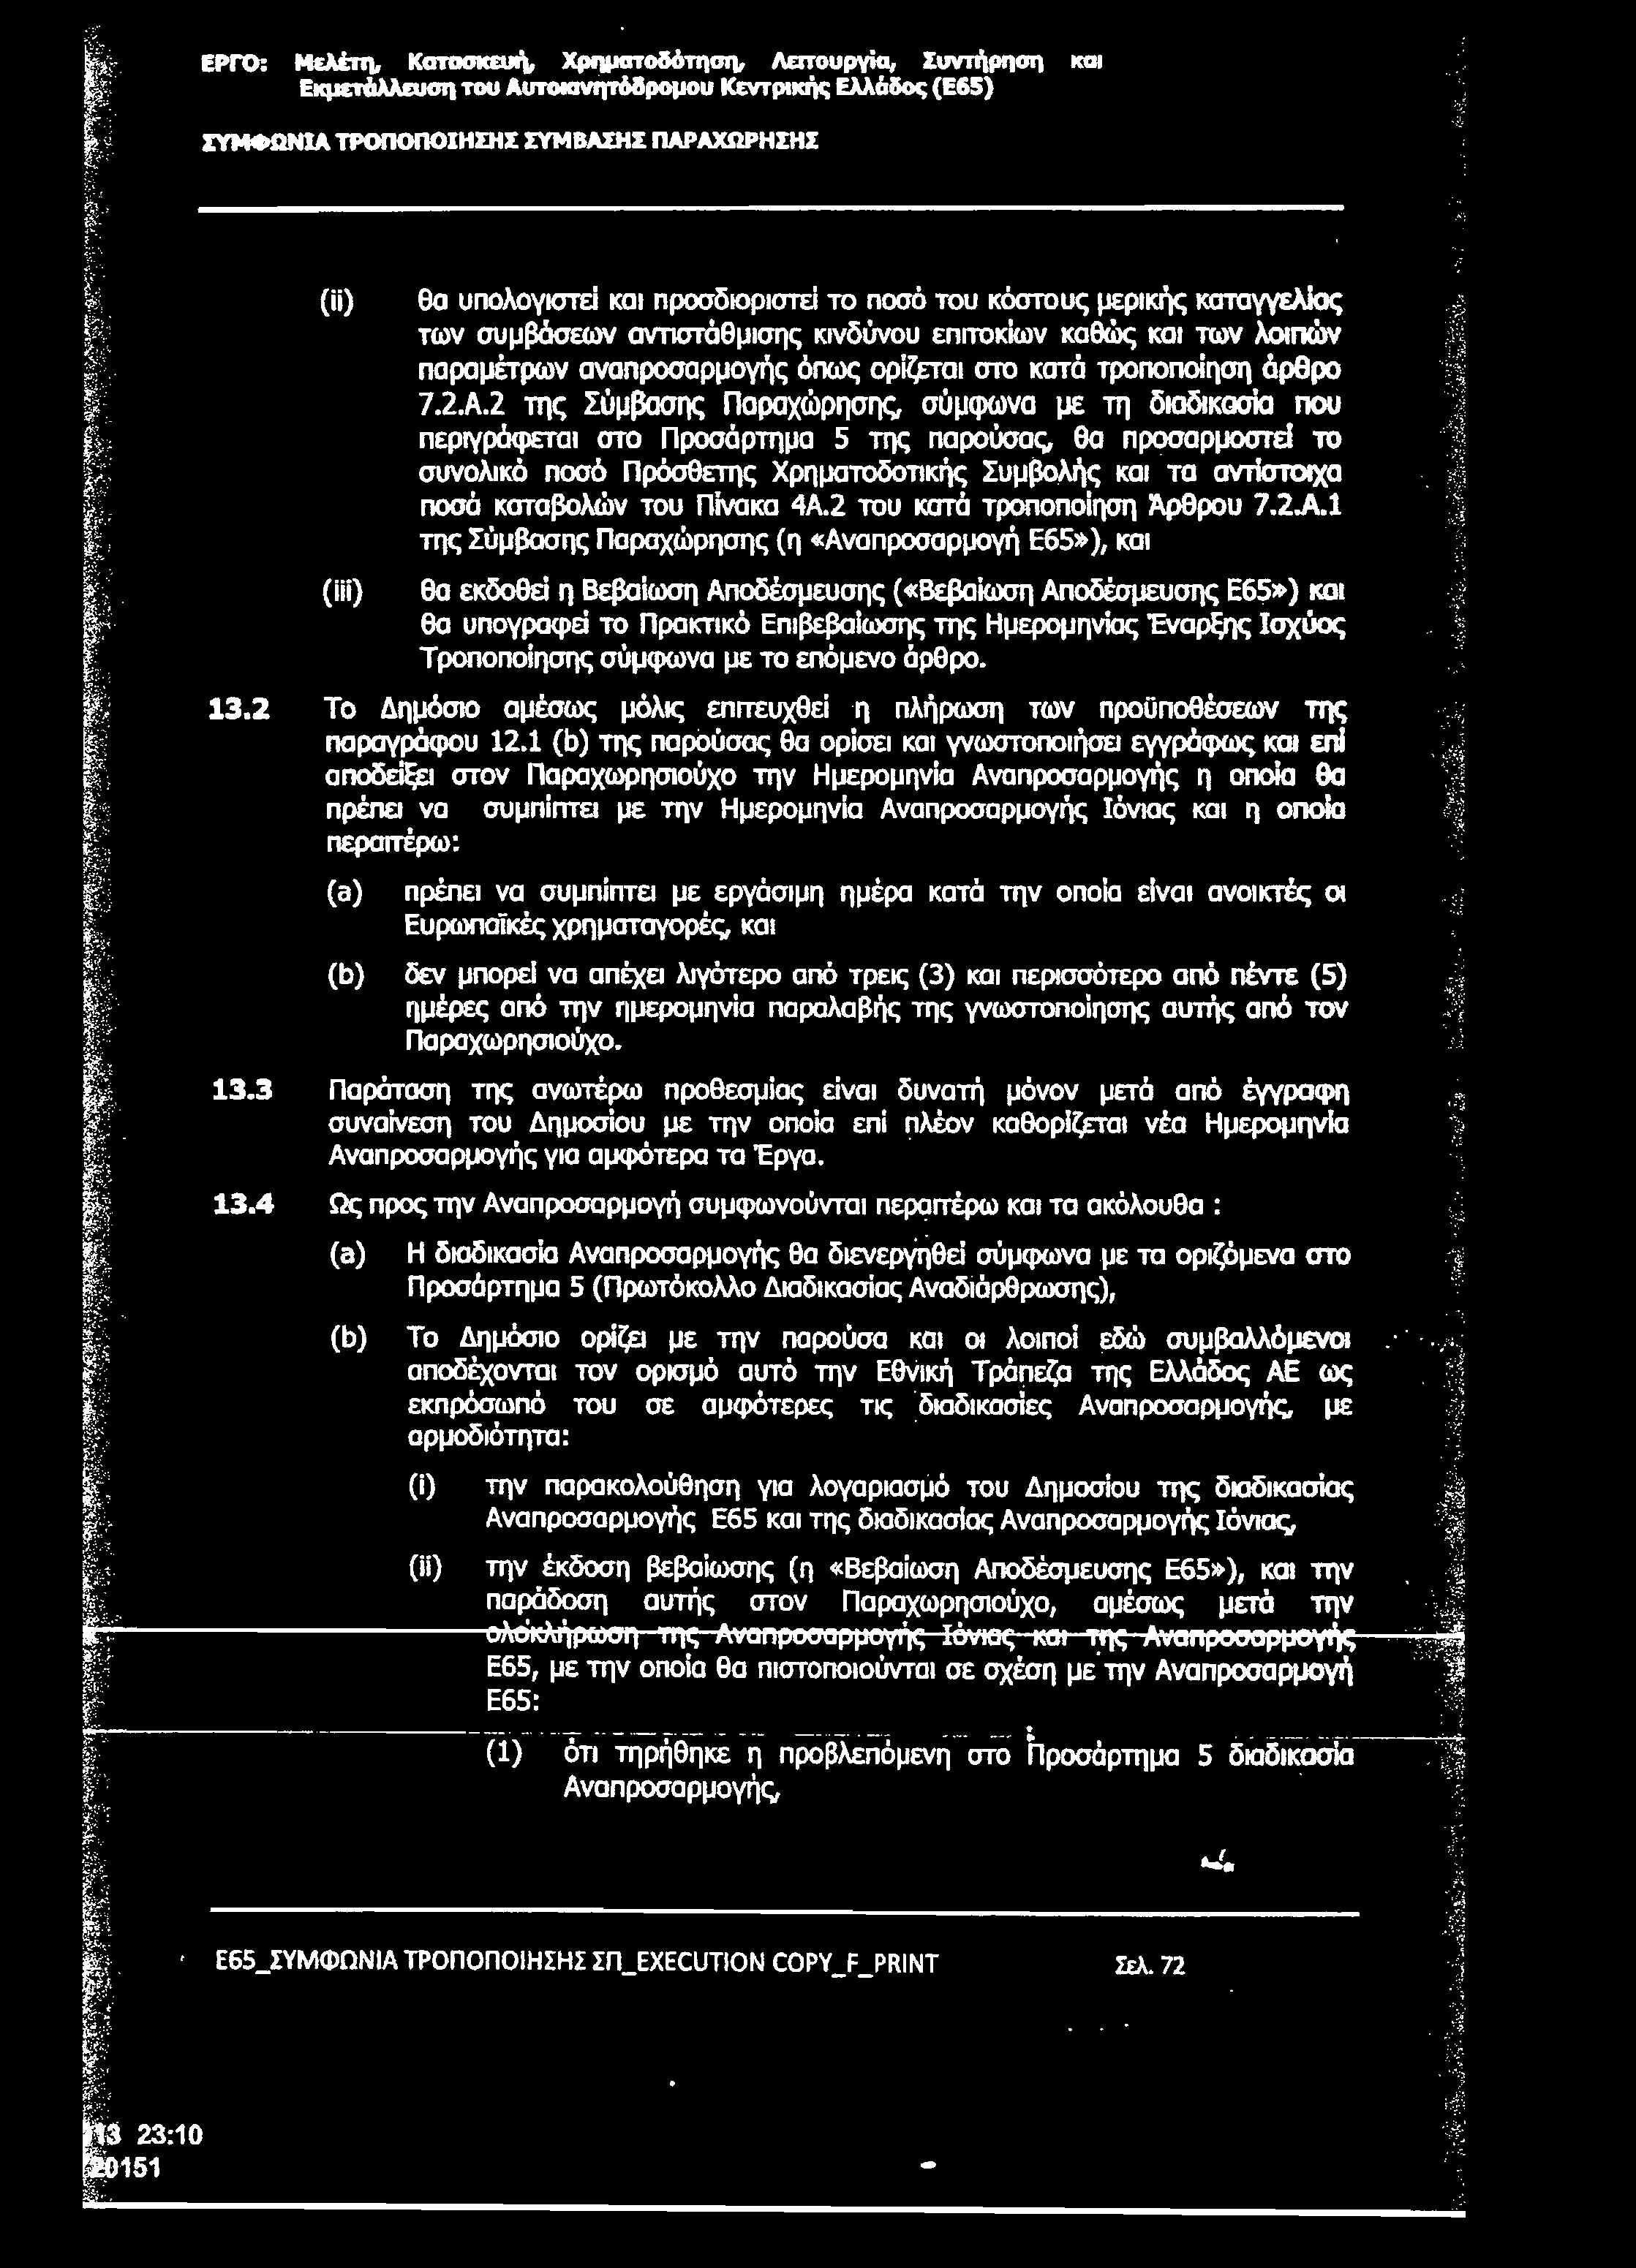 ΕΡΓΟ: Μελέτη, Κατασκευή, Χρηματοδότηση, Λειτουργία, Συντήρηση και
Εκμετάλλευση του Αυτοκινητόδρομου Κεντρικής Ελλάδος (Ε65)
ΣΥΜΦΩΝΙΑ ΤΡΟΠΟΠΟΙΗΣΗΣ ΣΥΜΒΑΣΗΣ ΠΑΡΑΧΩΡΗΣΗΣ
(ii) θα υπολογιστεί και προσδιοριστεί το ποσό του κόστους μερικής καταγγελίας
των συμβάσεων αντιστάθμισης κινδύνου επιτοκίων καθώς και των λοιπών
παραμέτρων αναπροσαρμογής όπως ορίζεται στο κατά τροποποίηση άρθρο
7.2.Α.2 της Σύμβασης Παραχώρησης, σύμφωνα με τη διαδικασία που
περιγράφεται στο Προσάρτημα 5 της παρούσας, θα προσαρμοστεί το
συνολικό ποσό Πρόσθετης Χρηματοδοτικής Συμβολής και τα αντίστοιχα
ποσά καταβολών του Πίνακα 4Α.2 του κατά τροποποίηση Άρθρου 7.2.Α.1
της Σύμβασης Παραχώρησης (η «Αναπροσαρμογή Ε65»), και
(iii) θα εκδοθεί η Βεβαίωση Αποδέσμευσης («Βεβαίωση Αποδέσμευσης Ε65») και
θα υπογραφεί το Πρακτικό Επιβεβαίωσης της Ημερομηνίας Έναρξης Ισχύος
Τροποποίησης σύμφωνα με το επόμενο άρθρο.
13.2 Το Δημόσιο αμέσως μόλις επιτευχθεί η πλήρωση των προϋποθέσεων της
παραγράφου 12.1 (b) της παρούσας θα ορίσει και γνωστοποιήσει εγγράφως και επί
αποδείξει στον Παραχωρησιούχο την Ημερομηνία Αναπροσαρμογής η οποία θα
πρέπει να συμπίπτει με την Ημερομηνία Αναπροσαρμογής Ιόνιας και η οποία
περαιτέρω:
(a) πρέπει να συμπίπτει με εργάσιμη ημέρα κατά την οποία είναι ανοικτές οι
Ευρωπαϊκές χρηματαγορές, και
(b) δεν μπορεί να απέχει λιγότερο από τρεις (3) και περισσότερο από πέντε (5)
ημέρες από την ημερομηνία παραλαβής της γνωστοποίησης αυτής από τον
Παραχωρησιούχο.
13.3 Παράταση της ανωτέρω προθεσμίας είναι δυνατή μόνον μετά από έγγραφη
συναίνεση του Δημοσίου με την οποία επί πλέον καθορίζεται νέα Ημερομηνία
Αναπροσαρμογής για αμφότερα τα Έργα.
13.4 Ως προς την Αναπροσαρμογή συμφωνούνται περαιτέρω και τα ακόλουθα :
(a) Η διαδικασία Αναπροσαρμογής θα διενεργηθεί σύμφωνα με τα οριζόμενα στο
Προσάρτημα 5 (Πρωτόκολλο Διαδικασίας Αναδιάρθρωσης),
(b) Το Δημόσιο ορίζει με την παρούσα και οι λοιποί εδώ συμβαλλόμενοι
αποδέχονται τον ορισμό αυτό την Εθνική Τράπεζα της Ελλάδος ΑΕ ως
εκπρόσωπό του σε αμφότερες τις διαδικασίες Αναπροσαρμογής, με
αρμοδιότητα:
(i) την παρακολούθηση για λογαριασμό του Δημοσίου της διαδικασίας
Αναπροσαρμογής Ε65 και της διαδικασίας Αναπροσαρμογής Ιόνιας,
(ii) την έκδοση βεβαίωσης (η «Βεβαίωση Αποδέσμευσης Ε65»), και την
παράδοση αυτής στον Παραχωρησιούχο, αμέσως μετά την
ολοκλήρωση της Αναπροσαρμογής Ιόνιας και της Αναπροσαρμογής
Ε65, με την οποία θα πιστοποιούνται σε σχέση με την Αναπροσαρμογή
Ε65:
(1) ότι τηρήθηκε η προβλεπόμενη στο Προσάρτημα 5 διαδικασία
Αναπροσαρμογής,
Ε65_ΣΥΜΦΩΝΙΑ ΤΡΟΠΟΠΟΙΗΣΗΣ ΣΠ_EXECUTION COPY_F_PRINT Σελ. 72
13 23:10
20151